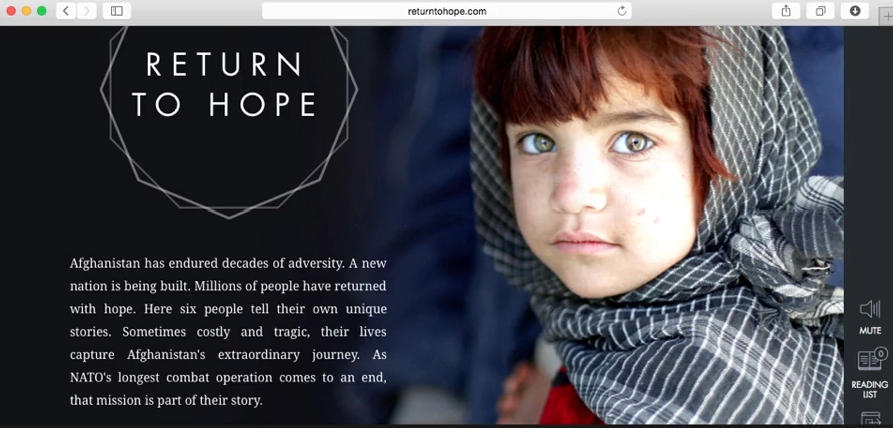 returntohope.com
RETURN
TO HOPE
Afghanistan has endured decades of adversity. A new
nation is being built. Millions of people have returned
with hope. Here six people tell their own unique
stories. Sometimes costly and tragic, their lives
capture Afghanistan's extraordinary journey. As
NATO's longest combat operation comes to an end,
that mission is part of their story.
MUTE
0
READING
LIST